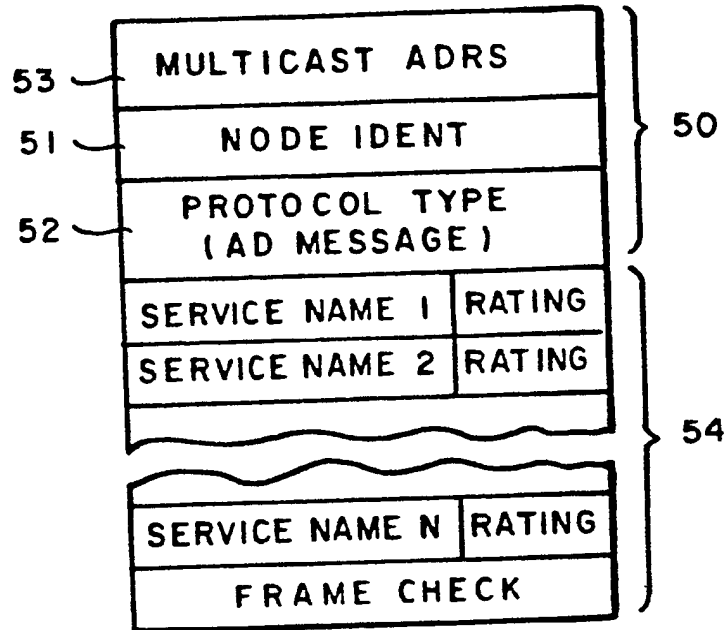 53 MULTICAST ADRS
50
51 NODE IDENT
52 PROTOCOL TYPE
(AD MESSAGE)
SERVICE NAME 1 RATING
SERVICE NAME 2 RATING
54
SERVICE NAME N RATING
FRAME CHECK